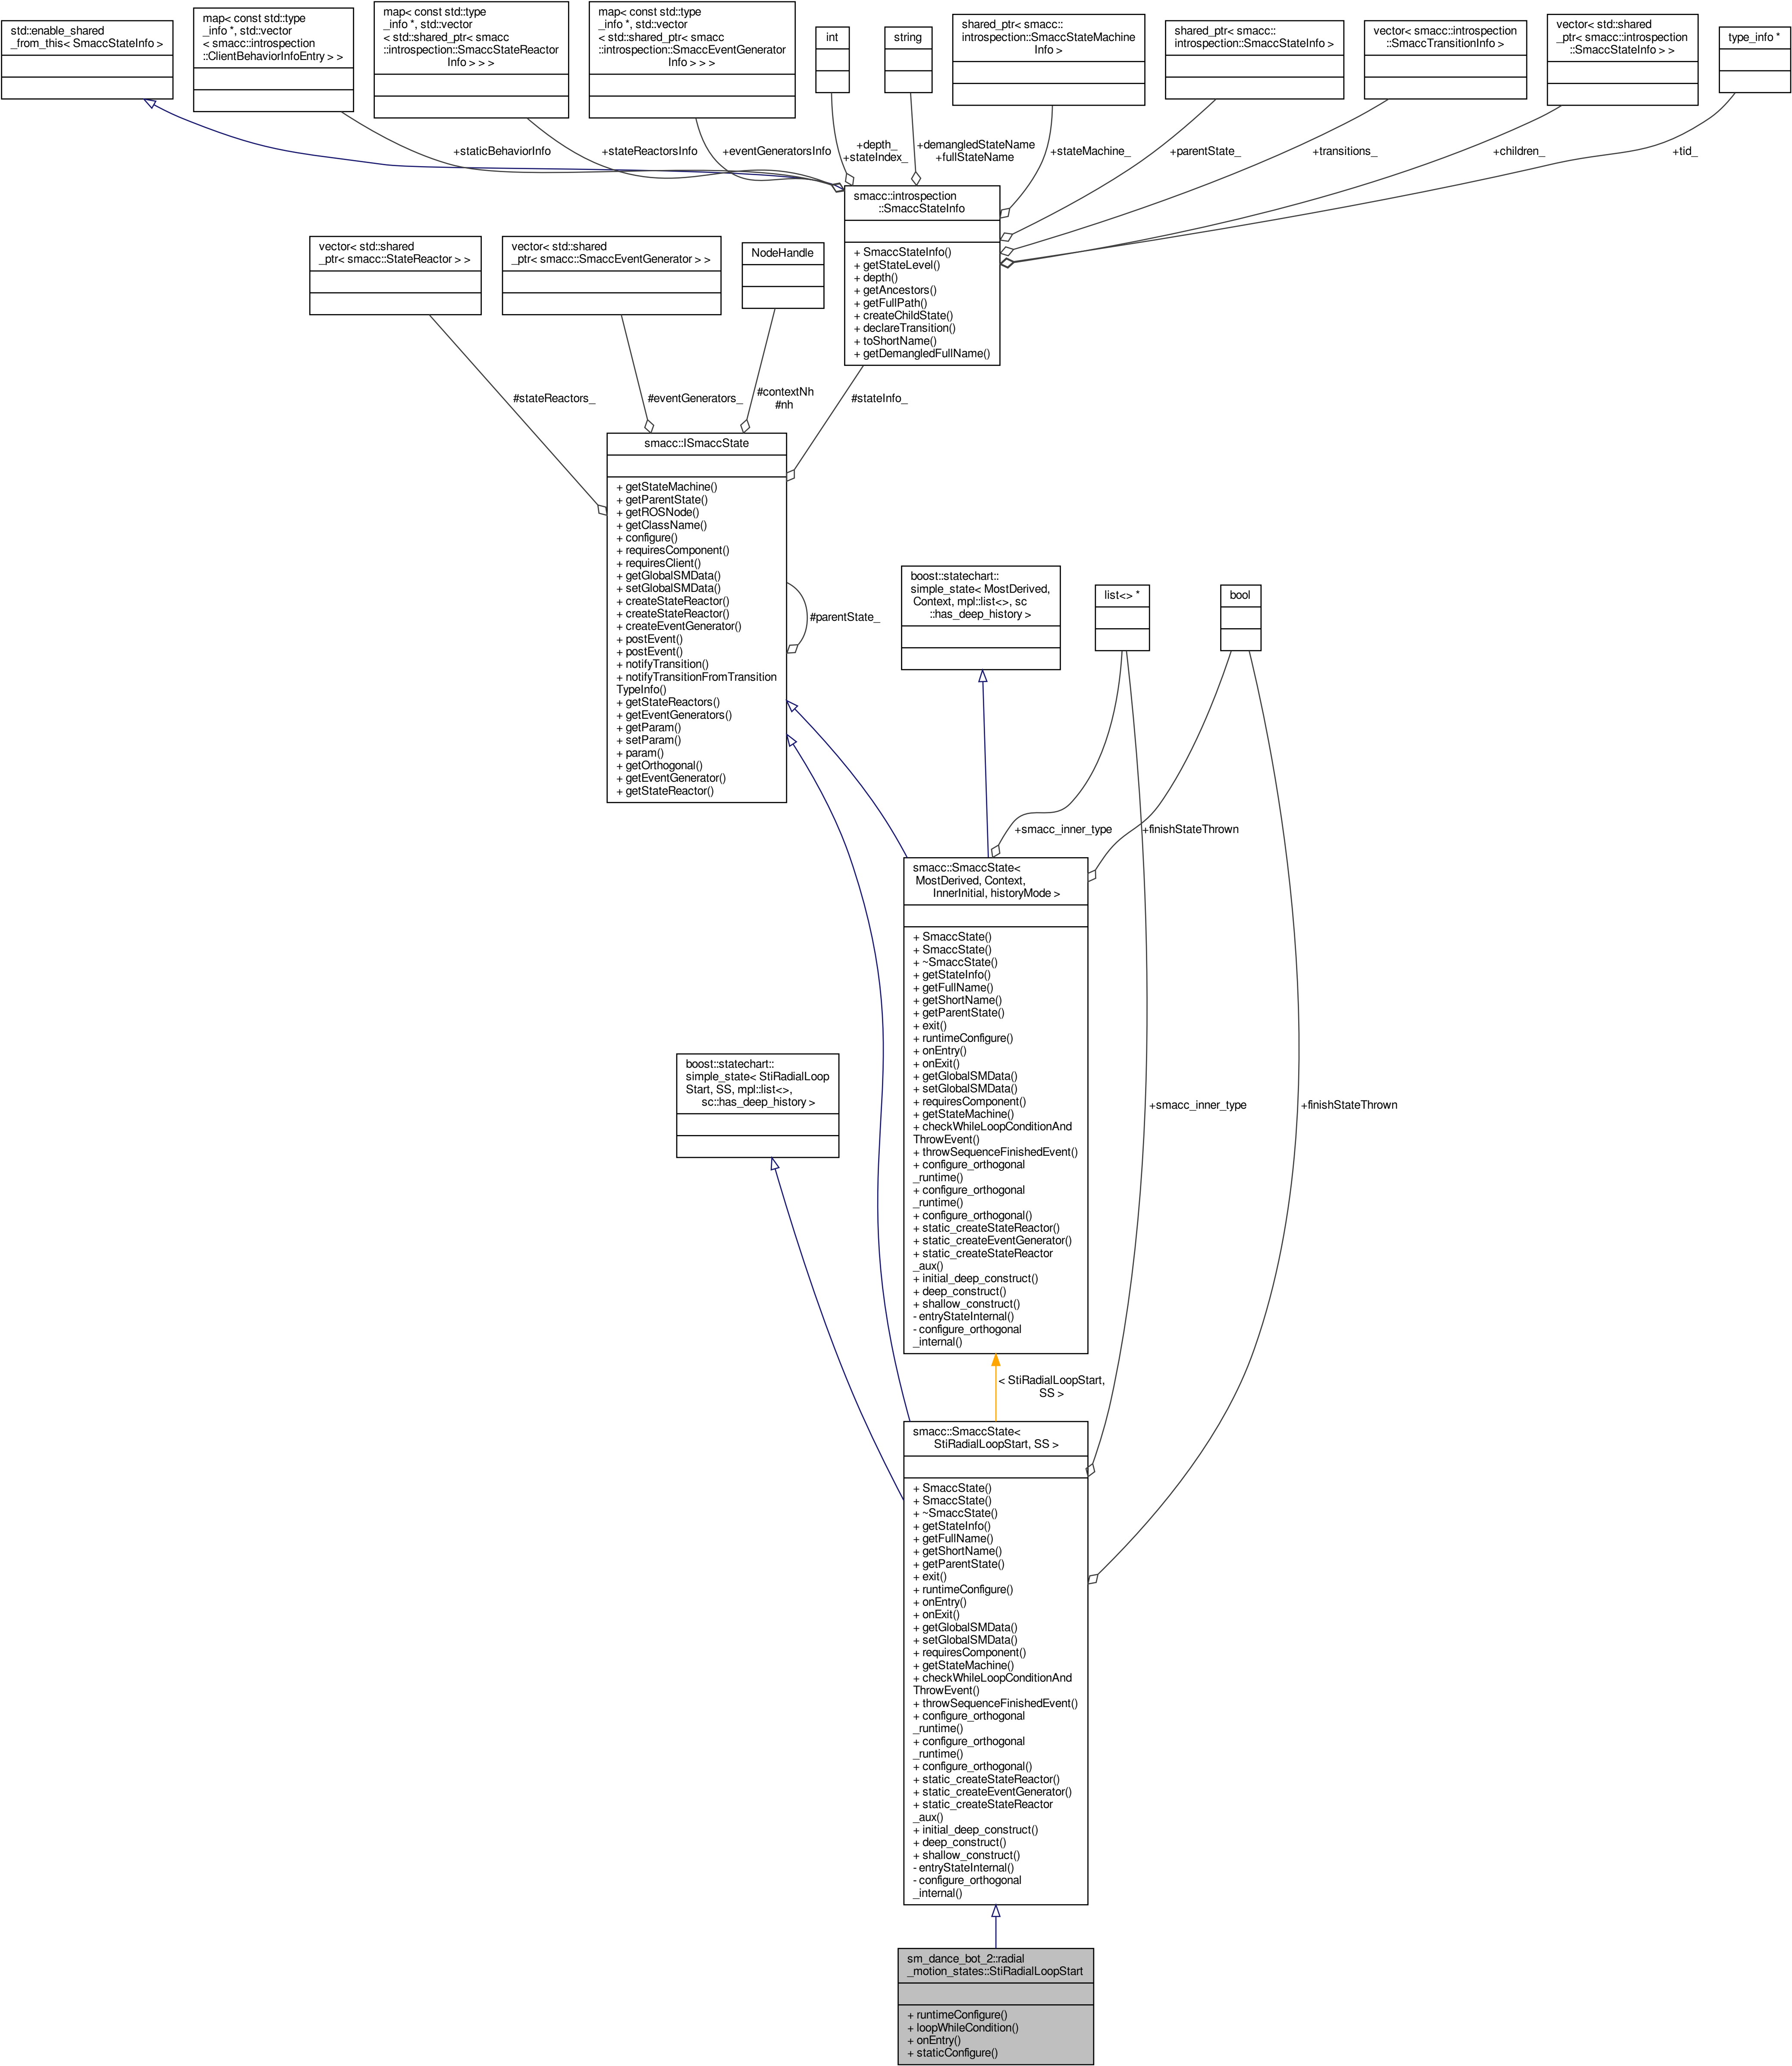 std::enable_shared
_from_this< SmaccStateInfo >
map< const std::type
_info *, std::vector
< smacc::introspection
::ClientBehaviorInfoEntry > >
map< const std::type
_info *, std::vector
< std::shared_ptr< smacc
::introspection::SmaccStateReactor
Info > > >
map< const std::type
_info *, std::vector
< std::shared_ptr< smacc
::introspection::SmaccEventGenerator
Info > > >
int
string
shared_ptr< smacc::
introspection::SmaccStateMachine
Info >
shared_ptr< smacc::
introspection::SmaccStateInfo >
vector< smacc::introspection
::SmaccTransitionInfo >
vector< std::shared
_ptr< smacc::introspection
::SmaccStateInfo > >
type_info *
+staticBehaviorInfo
+stateReactorsInfo
+eventGeneratorsInfo
+depth_
+stateIndex_
+demangledStateName
+fullStateName
+stateMachine_
+parentState_
+transitions_
+children_
+tid_
smacc::introspection
::SmaccStateInfo
+ SmaccStateInfo()
+ getStateLevel()
+ depth()
+ getAncestors()
+ getFullPath()
+ createChildState()
+ declareTransition()
+ toShortName()
+ getDemangledFullName()
vector< std::shared
_ptr< smacc::StateReactor > >
vector< std::shared
_ptr< smacc::SmaccEventGenerator > >
NodeHandle
#stateReactors_
#eventGenerators_
#contextNh
#nh
#stateInfo_
smacc::ISmaccState
+ getStateMachine()
+ getParentState()
+ getROSNode()
+ getClassName()
+ configure()
+ requiresComponent()
+ requiresClient()
+ getGlobalSMData()
+ setGlobalSMData()
+ createStateReactor()
+ createStateReactor()
+ createEventGenerator()
+ postEvent()
+ postEvent()
+ notifyTransition()
+ notifyTransitionFromTransition
TypeInfo()
+ getStateReactors()
+ getEventGenerators()
+ getParam()
+ setParam()
+ param()
+ getOrthogonal()
+ getEventGenerator()
+ getStateReactor()
#parentState_
boost::statechart::
simple_state< MostDerived,
Context, mpl::list<>, sc
::has_deep_history >
list<> *
bool
+smacc_inner_type
+finishStateThrown
smacc::SmaccState<
MostDerived, Context,
InnerInitial, historyMode >
+ SmaccState()
+ SmaccState()
+ ~SmaccState()
+ getStateInfo()
+ getFullName()
+ getShortName()
+ getParentState()
+ exit()
+ runtimeConfigure()
+ onEntry()
+ onExit()
+ getGlobalSMData()
+ setGlobalSMData()
+ requiresComponent()
+ getStateMachine()
+ checkWhileLoopConditionAnd
ThrowEvent()
+ throwSequenceFinishedEvent()
+ configure_orthogonal
_runtime()
+ configure_orthogonal
_runtime()
+ configure_orthogonal()
+ static_createStateReactor()
+ static_createEventGenerator()
+ static_createStateReactor
_aux()
+ initial_deep_construct()
+ deep_construct()
+ shallow_construct()
- entryStateInternal()
- configure_orthogonal
_internal()
boost::statechart::
simple_state< StiRadialLoop
Start, SS, mpl::list<>,
sc::has_deep_history >
+smacc_inner_type
+finishStateThrown
< StiRadialLoopStart,
SS >
smacc::SmaccState<
StiRadialLoopStart, SS >
+ SmaccState()
+ SmaccState()
+ ~SmaccState()
+ getStateInfo()
+ getFullName()
+ getShortName()
+ getParentState()
+ exit()
+ runtimeConfigure()
+ onEntry()
+ onExit()
+ getGlobalSMData()
+ setGlobalSMData()
+ requiresComponent()
+ getStateMachine()
+ checkWhileLoopConditionAnd
ThrowEvent()
+ throwSequenceFinishedEvent()
+ configure_orthogonal
_runtime()
+ configure_orthogonal
_runtime()
+ configure_orthogonal()
+ static_createStateReactor()
+ static_createEventGenerator()
+ static_createStateReactor
_aux()
+ initial_deep_construct()
+ deep_construct()
+ shallow_construct()
- entryStateInternal()
- configure_orthogonal
_internal()
sm_dance_bot_2::radial
_motion_states::StiRadialLoopStart
+ runtimeConfigure()
+ loopWhileCondition()
+ onEntry()
+ staticConfigure()